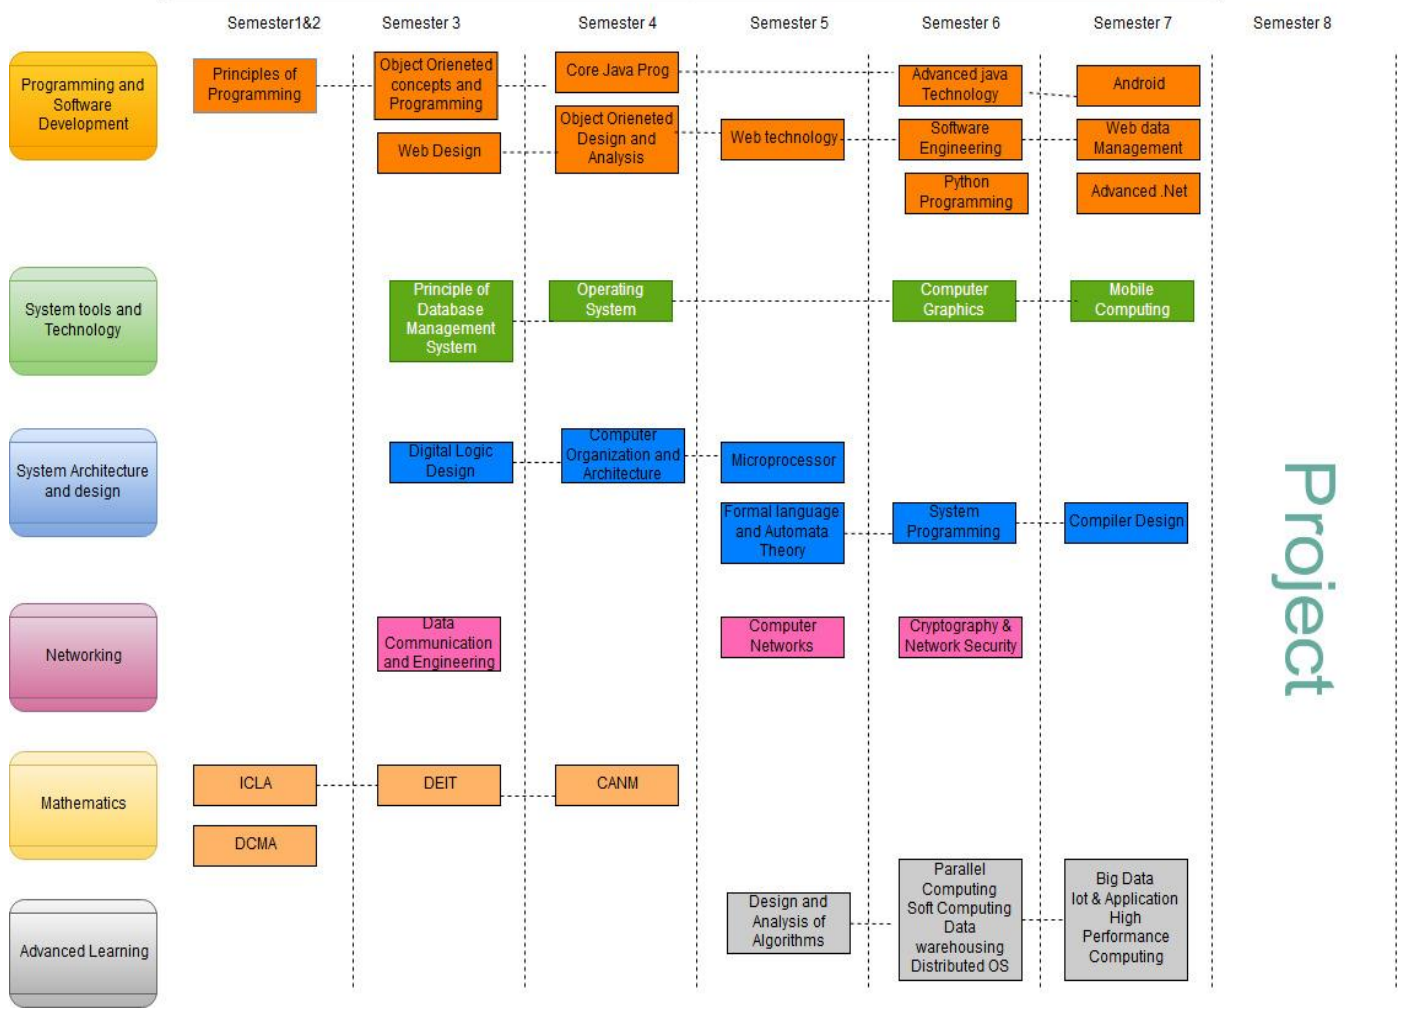 Semester1&2
Semester 3
Semester 4
Semester 5
Semester 6
Semester 7
Semester 8
Programming and
Software
Development
Principles of
Programming
Object Orieneted
concepts and
Programming
Web Design
Core Java Prog
Object Orieneted
Design and
Analysis
Web technology
Advanced java
Technology
Software
Engineering
Python
Programming
Android
Web data
Management
Advanced .Net
System tools and
Technology
Principle of
Database
Management
System
Operating
System
Computer
Graphics
Mobile
Computing
System Architecture
and design
Digital Logic
Design
Computer
Organization and
Architecture
Microprocessor
Formal language
and Automata
Theory
System
Programming
Compiler Design
Project
Networking
Data
Communication
and Engineering
Computer
Networks
Cryptography &
Network Security
Mathematics
ICLA
DCMA
DEIT
CANM
Advanced Learning
Design and
Analysis of
Algorithms
Parallel
Computing
Soft Computing
Data
warehousing
Distributed OS
Big Data
Iot & Application
High
Performance
Computing